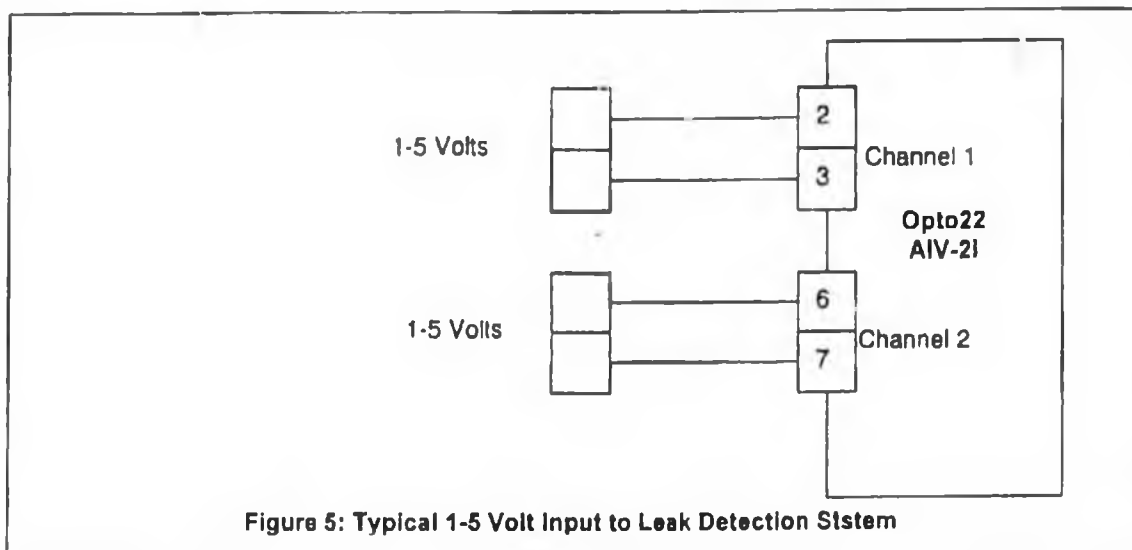 1-5 Volts
2
3
Channel 1
Opto22
AIV-2I
1-5 Volts
6
7
Channel 2
Figure 5: Typical 1-5 Volt Input to Leak Detection Ststem